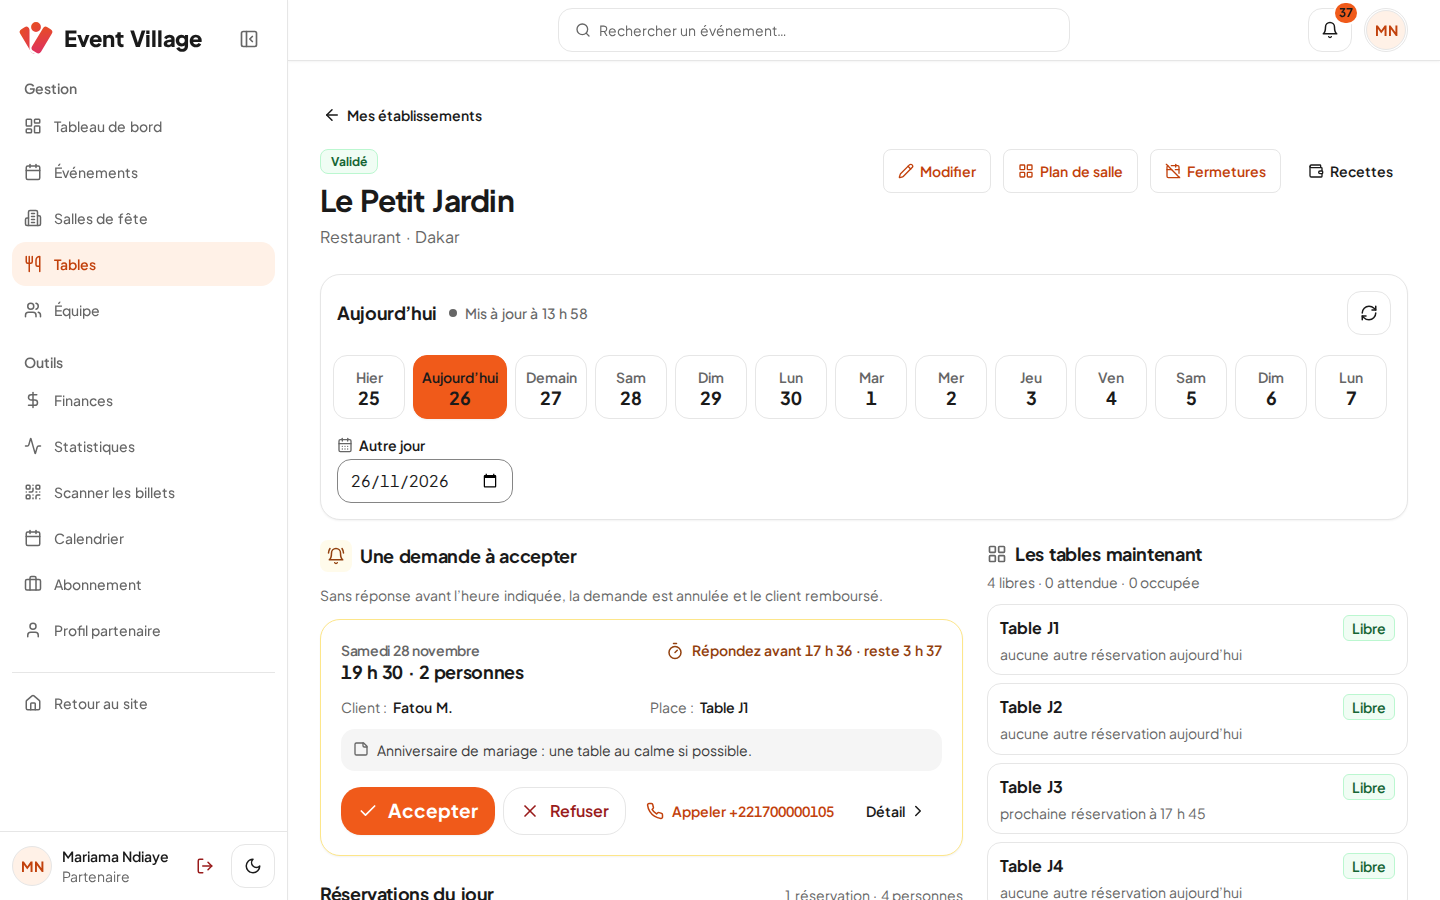 Event Village
Gestion
Tableau de bord
Événements
Salles de fête
Tables
Équipe
Outils
Finances
Statistiques
Scanner les billets
Calendrier
Abonnement
Profil partenaire
Retour au site
MN
Mariama Ndiaye
Partenaire
Rechercher un événement...
37
MN
Mes établissements
Validé
Le Petit Jardin
Restaurant · Dakar
Modifier
Plan de salle
Fermetures
Recettes
Aujourd’hui
Mis à jour à 13 h 58
Hier 25
Aujourd’hui 26
Demain 27
Sam 28
Dim 29
Lun 30
Mar 1
Mer 2
Jeu 3
Ven 4
Sam 5
Dim 6
Lun 7
Autre jour
26/11/2026
Une demande à accepter
Sans réponse avant l’heure indiquée, la demande est annulée et le client remboursé.
Samedi 28 novembre
19 h 30 · 2 personnes
Répondez avant 17 h 36 · reste 3 h 37
Client : Fatou M.
Place : Table J1
Anniversaire de mariage : une table au calme si possible.
Accepter
Refuser
Appeler +221700000105
Détail
Réservations du jour
1 réservation · 4 personnes
Les tables maintenant
4 libres · 0 attendue · 0 occupée
Table J1
Libre
aucune autre réservation aujourd’hui
Table J2
Libre
aucune autre réservation aujourd’hui
Table J3
Libre
prochaine réservation à 17 h 45
Table J4
Libre
aucune autre réservation aujourd’hui